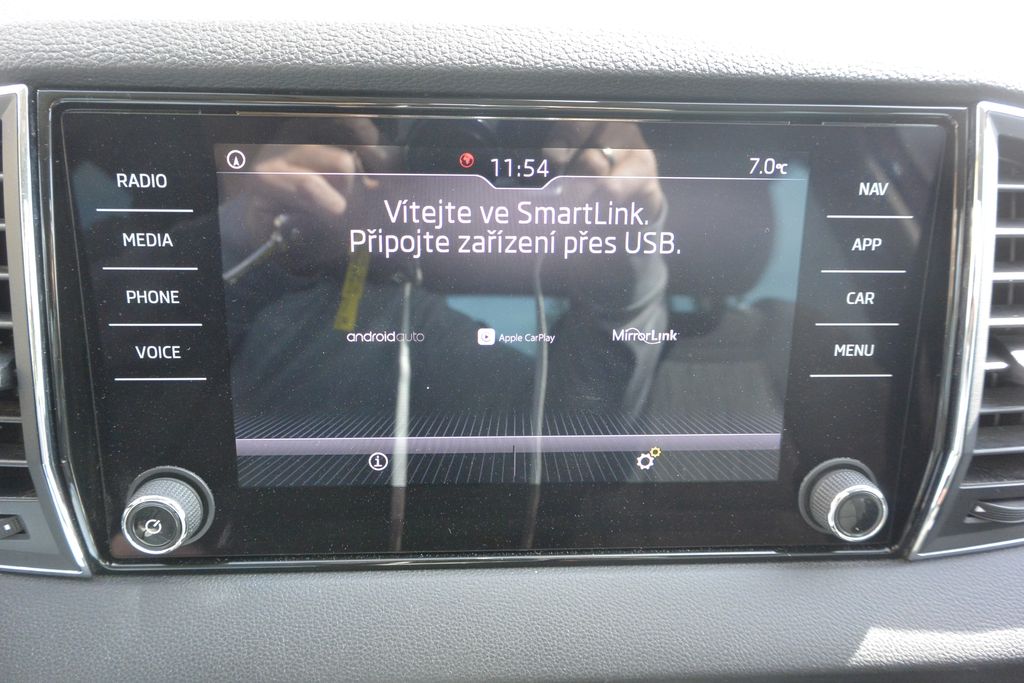 11:54
7.0°C
RADIO
MEDIA
PHONE
VOICE
Vítejte ve SmartLink.
Připojte zařízení přes USB.
androidauto
Apple CarPlay
MirrorLink
NAV
APP
CAR
MENU